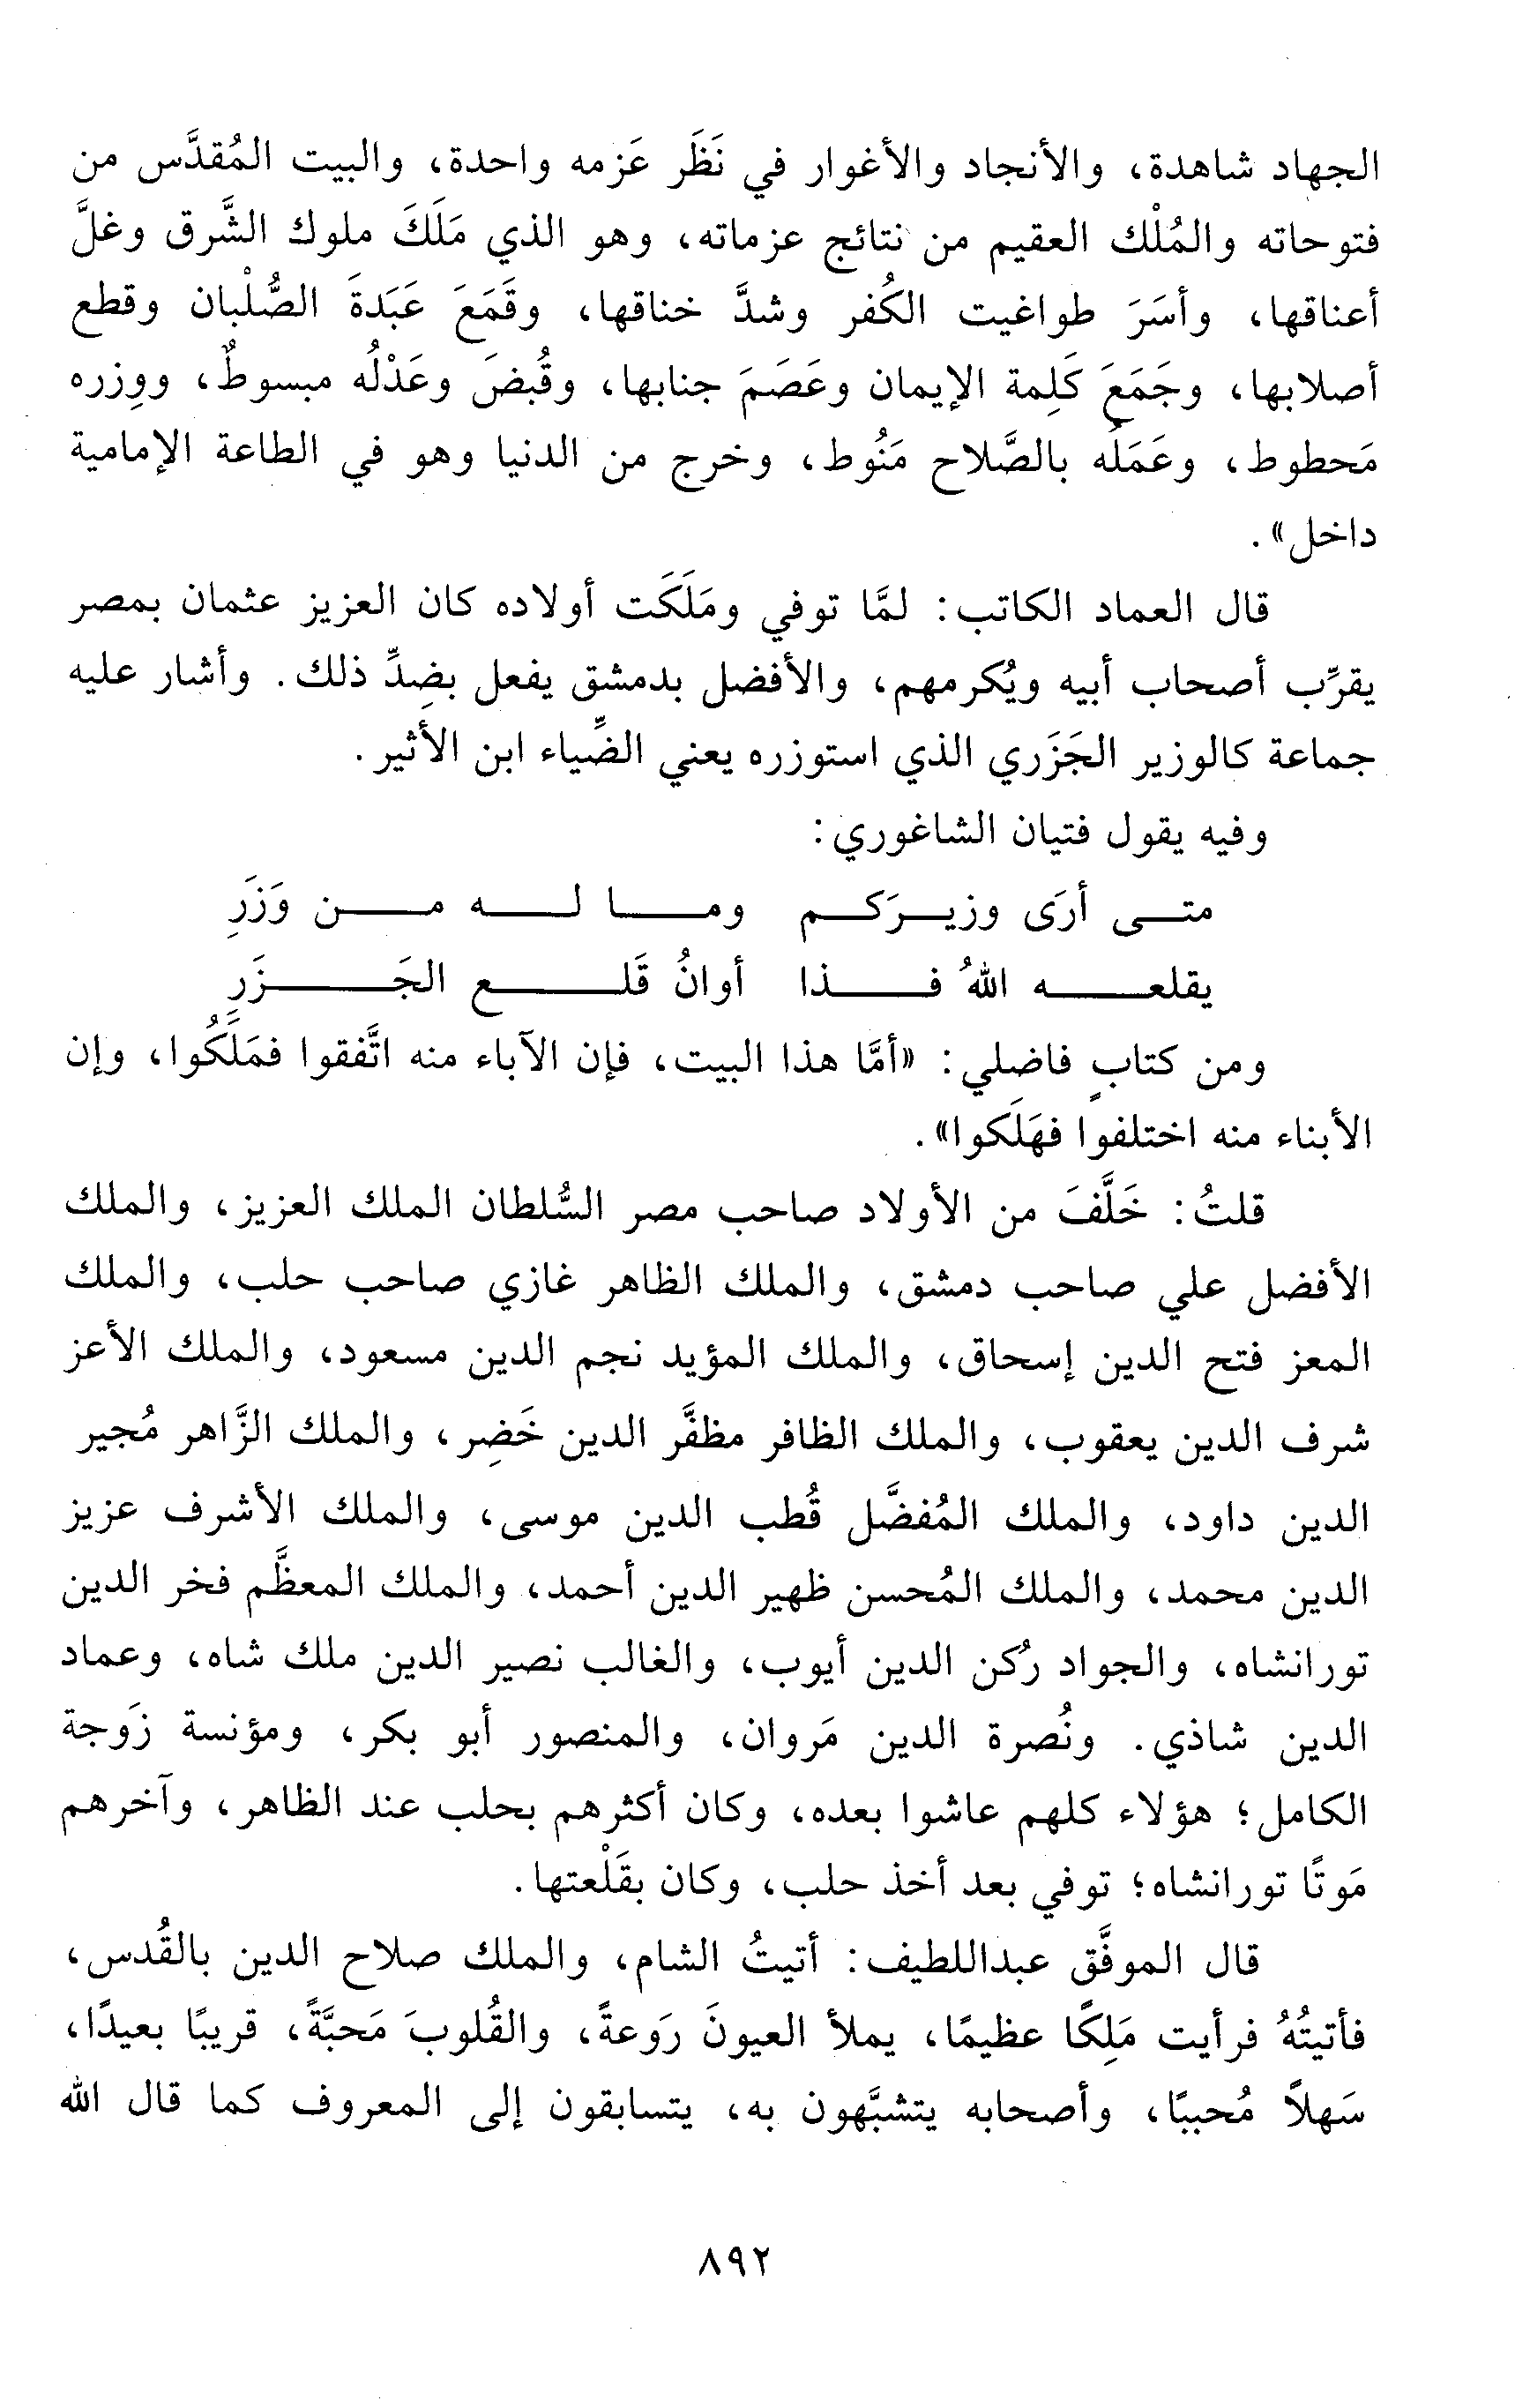 الجهاد شاهدة، والأنجاد والأغوار في نَظَر عَزمه واحدة، والبيت المُقدَّس من
فتوحاته والمُلْك العقيم من نتائج عزماته، وهو الذي مَلَكَ ملوك الشَّرق وغلَّ
أعناقها، وأسَرَ طواغيت الكُفر وشدَّ خناقها، وقَمَعَ عَبَدةَ الصُّلْبان وقطع
أصلابها، وجَمَعَ كَلِمة الإيمان وعَصَمَ جنابها، وقُبضَ وعَدْلُه مبسوطٌ، ووِزره
مَحطوط، وعَمَلُه بالصَّلاح مَنُوط، وخرج من الدنيا وهو في الطاعة الإمامية
داخل».
قال العماد الكاتب: لمَّا توفي ومَلَكَت أولاده كان العزيز عثمان بمصر
يقرِّب أصحاب أبيه ويُكرمهم، والأفضل بدمشق يفعل بضِدِّ ذلك. وأشار عليه
جماعة كالوزير الجَزَري الذي استوزره يعني الضِّياء ابن الأثير.
وفيه يقول فتيان الشاغوري:
متى أرَى وزيرَكم وما له من وَزَرِ
يقلعه اللهُ فذا أوانُ قَلع الجَزَرِ
ومن كتابٍ فاضلي: «أمَّا هذا البيت، فإن الآباء منه اتَّفقوا فمَلَكُوا، وإن
الأبناء منه اختلفوا فهَلَكوا».
قلتُ: خَلَّفَ من الأولاد صاحب مصر السُّلطان الملك العزيز، والملك
الأفضل علي صاحب دمشق، والملك الظاهر غازي صاحب حلب، والملك
المعز فتح الدين إسحاق، والملك المؤيد نجم الدين مسعود، والملك الأعز
شرف الدين يعقوب، والملك الظافر مظفَّر الدين خَضِر، والملك الزَّاهر مُجير
الدين داود، والملك المُفضَّل قُطب الدين موسى، والملك الأشرف عزيز
الدين محمد، والملك المُحسن ظهير الدين أحمد، والملك المعظَّم فخر الدين
تورانشاه، والجواد رُكن الدين أيوب، والغالب نصير الدين ملك شاه، وعماد
الدين شاذي. ونُصرة الدين مَروان، والمنصور أبو بكر، ومؤنسة زَوجة
الكامل؛ هؤلاء كلهم عاشوا بعده، وكان أكثرهم بحلب عند الظاهر، وآخرهم
مَوتًا تورانشاه؛ توفي بعد أخذ حلب، وكان بقَلْعتها.
قال الموفَّق عبداللطيف: أتيتُ الشام، والملك صلاح الدين بالقُدس،
فأتيتُهُ فرأيت مَلِكًا عظيمًا، يملأ العيونَ رَوعةً، والقُلوبَ مَحبَّةً، قريبًا بعيدًا،
سَهلاً مُحببًا، وأصحابه يتشبَّهون به، يتسابقون إلى المعروف كما قال الله
٨٩٢